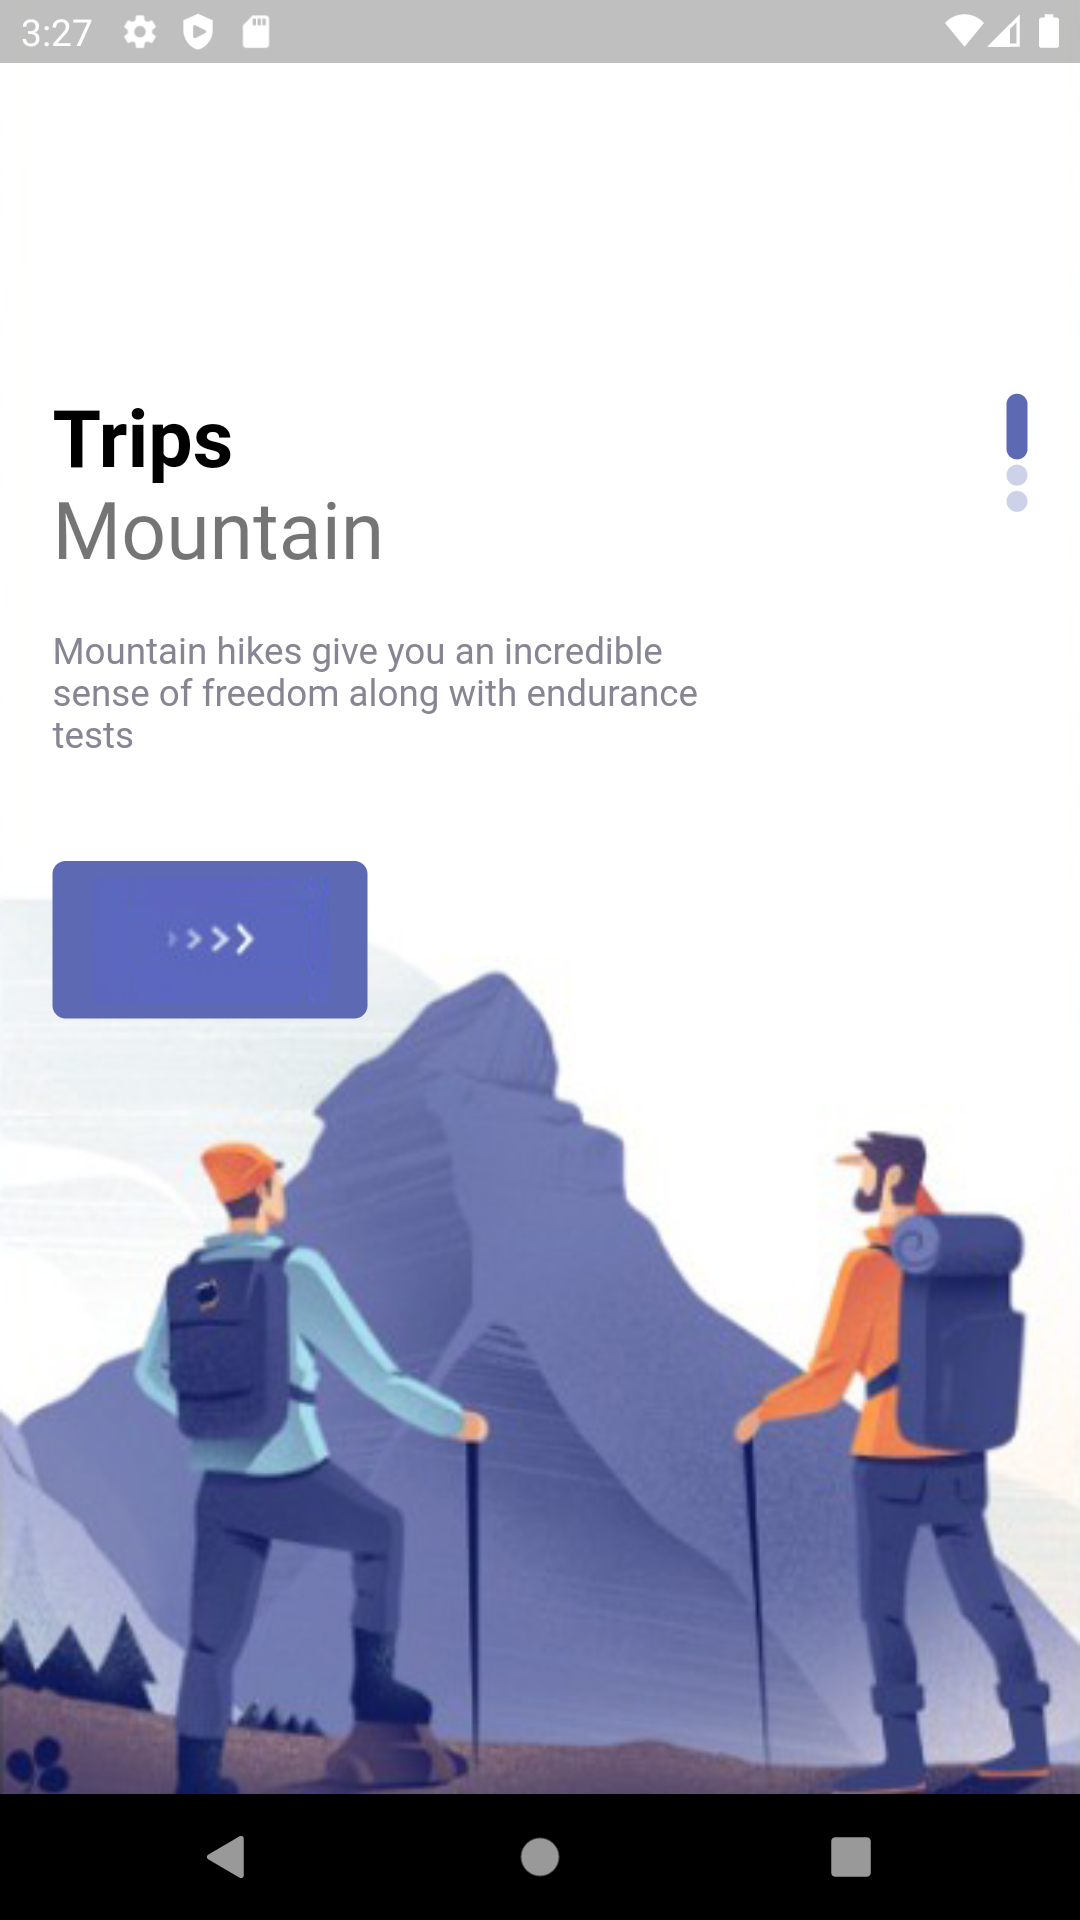 3:27
Trips
Mountain
Mountain hikes give you an incredible
sense of freedom along with endurance
tests